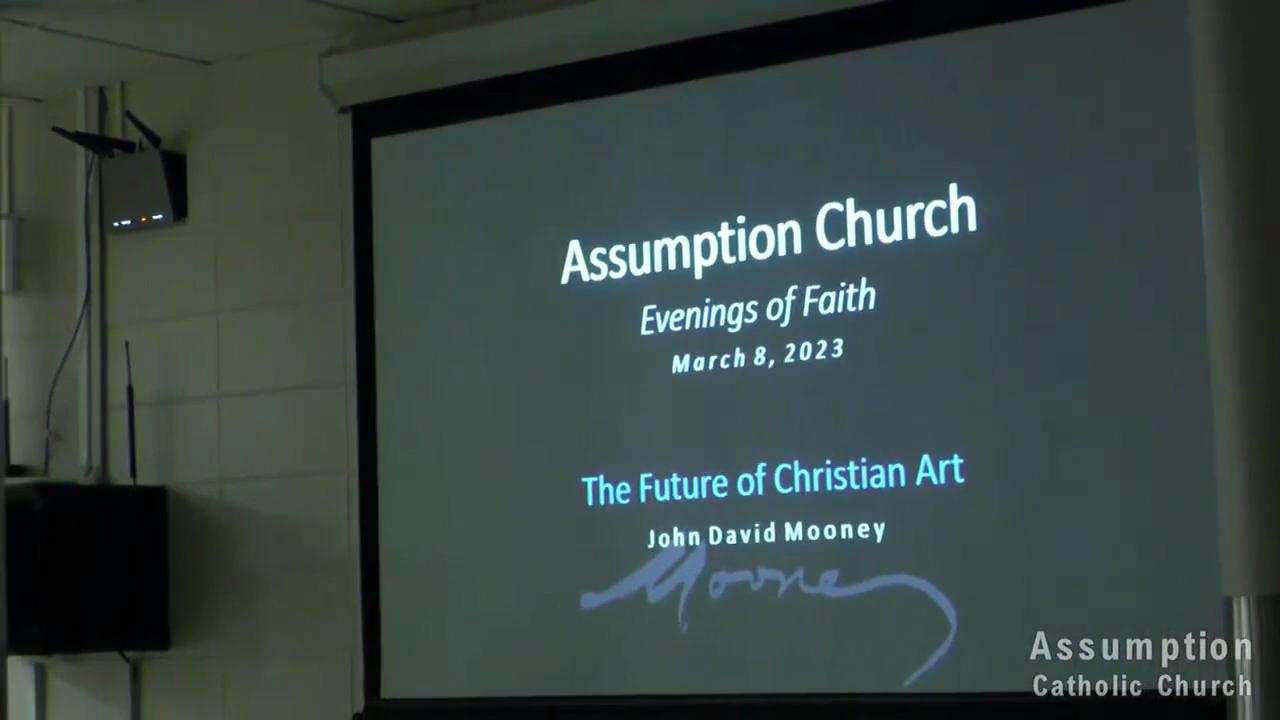 Assumption Church
Evenings of Faith
March 8, 2023
The Future of Christian Art
John David Mooney
Mooney
Assumption
Catholic Church